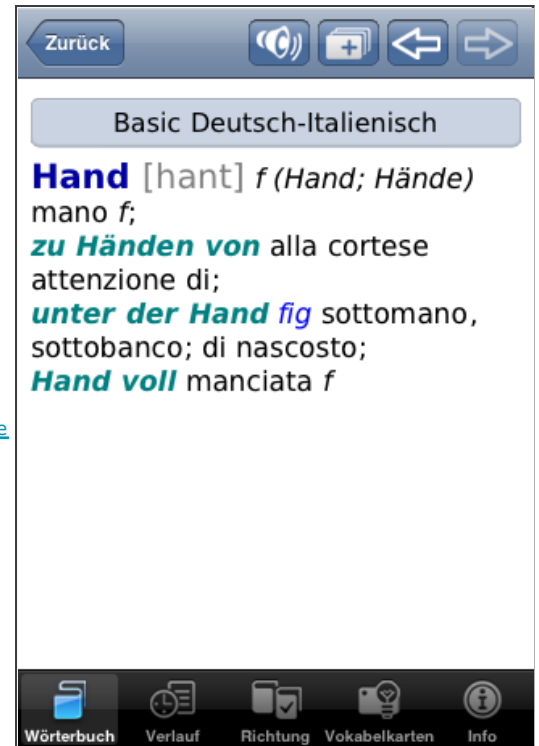 Zurück
Basic Deutsch-Italienisch
Hand [hant] f (Hand; Hände)
mano f;
zu Händen von alla cortese
attenzione di;
unter der Hand fig sottomano,
sottobanco; di nascosto;
Hand voll manciata f
e
Wörterbuch Verlauf Richtung Vokabelkarten Info